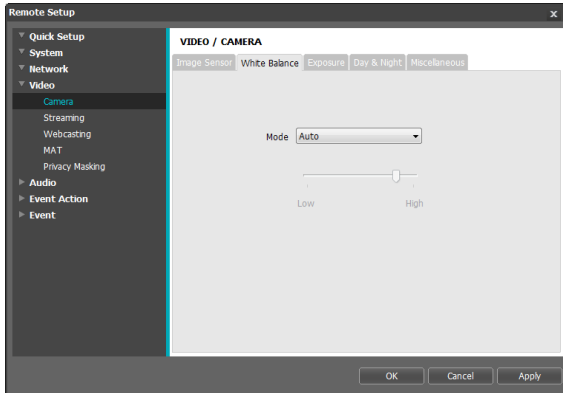 Remote Setup
x
Quick Setup
System
Network
Video
Camera
Streaming
Webcasting
MAT
Privacy Masking
Audio
Event Action
Event
VIDEO / CAMERA
Image Sensor White Balance Exposure Day & Night Miscellaneous
Mode Auto
Low High
OK Cancel Apply